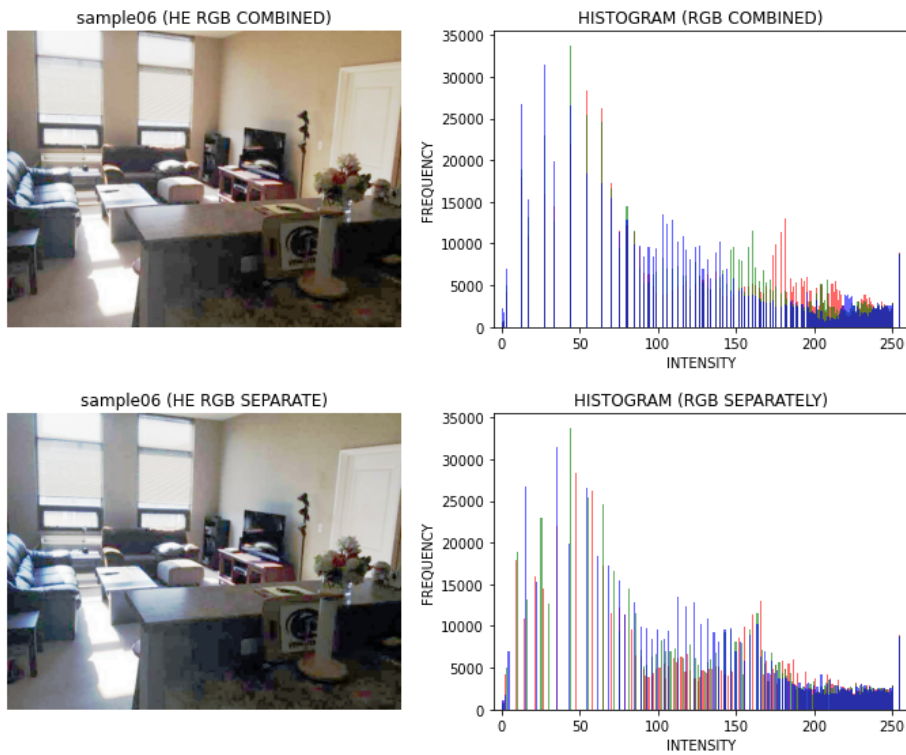 sample06 (HE RGB COMBINED)
HISTOGRAM (RGB COMBINED)
35000
30000
25000
20000
15000
10000
5000
0
FREQUENCY
0 50 100 150 200 250
INTENSITY
sample06 (HE RGB SEPARATE)
HISTOGRAM (RGB SEPARATELY)
35000
30000
25000
20000
15000
10000
5000
0
FREQUENCY
0 50 100 150 200 250
INTENSITY